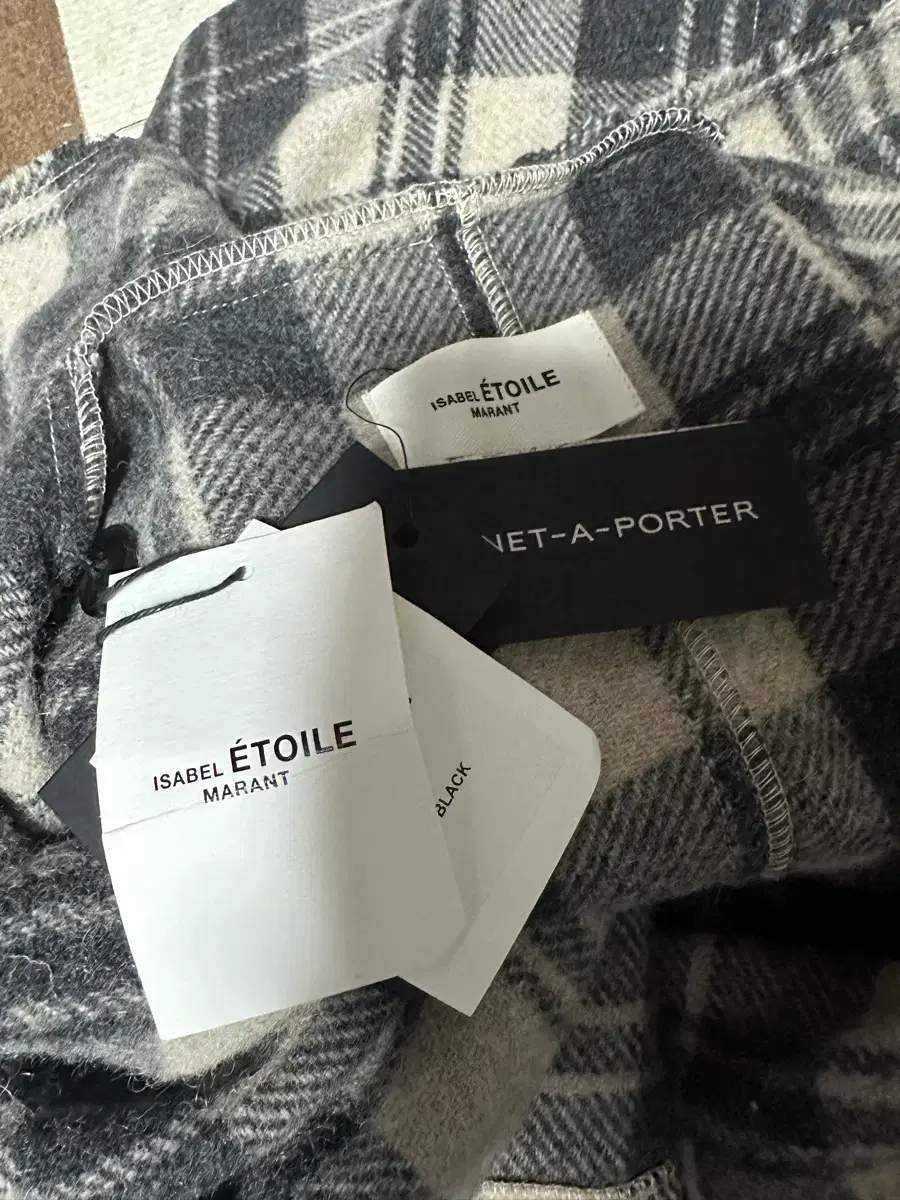 ISABEL ÉTOILE
MARANT
NET-A-PORTER
ISABEL ÉTOILE
MARANT
BLACK